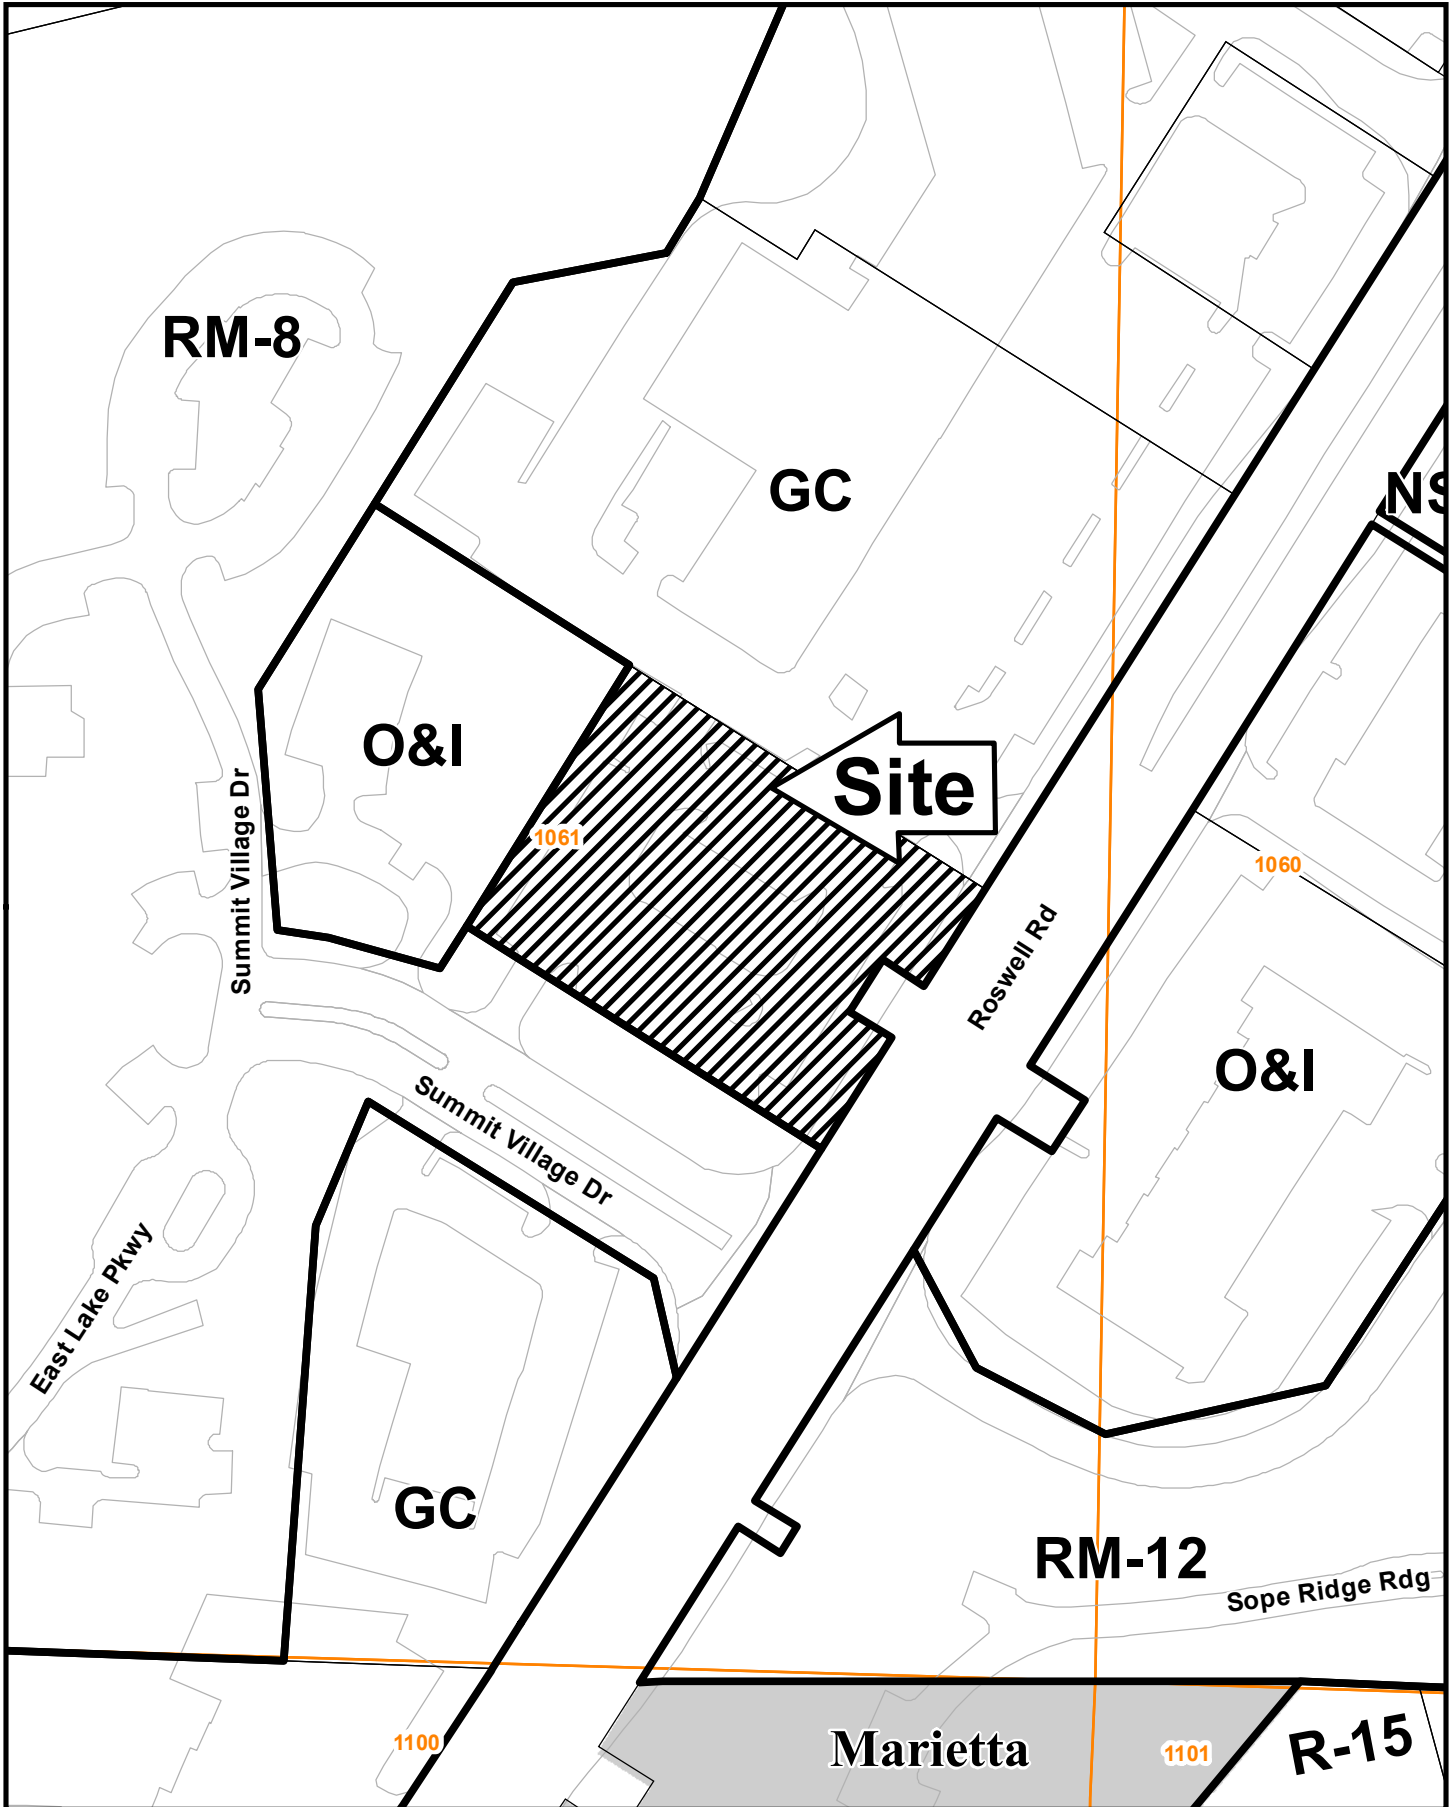 RM-8
GC
NS
O&I
Site
1061
1060
Summit Village Dr
Roswell Rd
O&I
Summit Village Dr
East Lake Pkwy
GC
RM-12
Sope Ridge Rdg
1100
Marietta
1101
R-15